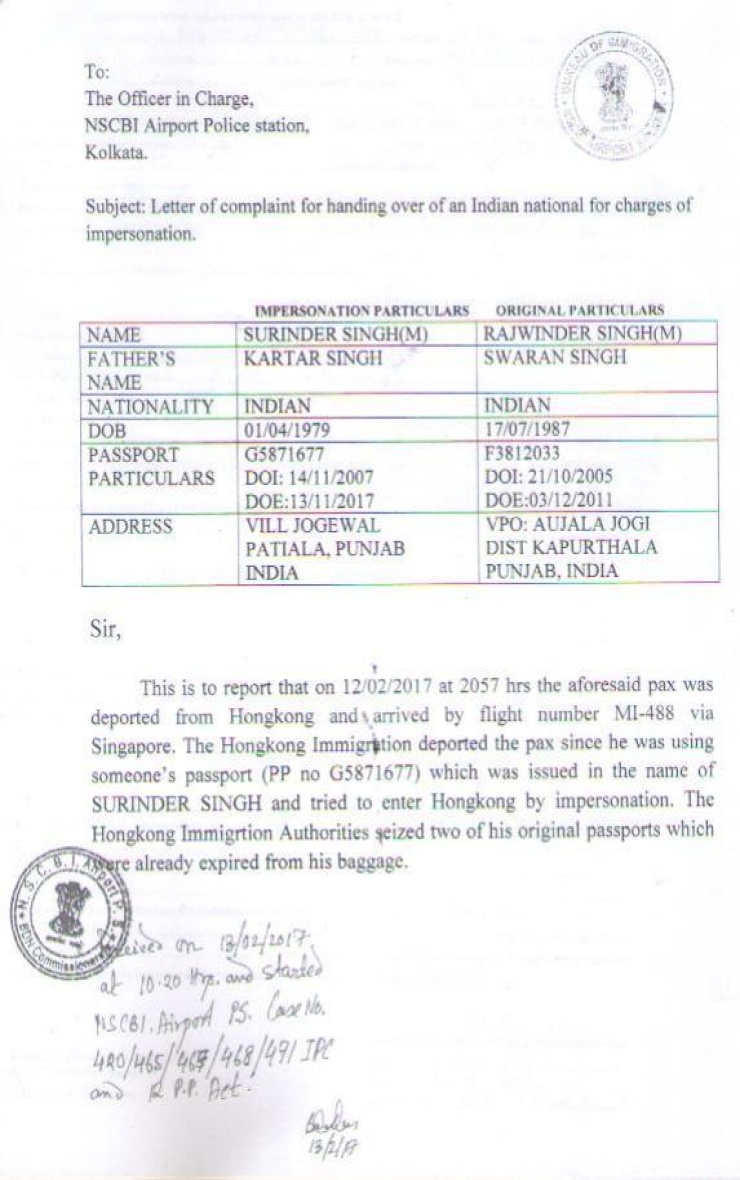 BUREAU OF IMMIGRATION
AIRPORT
To:
The Officer in Charge,
NSCBI Airport Police station,
Kolkata.
Subject: Letter of complaint for handing over of an Indian national for charges of
impersonation.
IMPERSONATION PARTICULARS ORIGINAL PARTICULARS
NAME SURINDER SINGH(M) RAJWINDER SINGH(M)
FATHER'S KARTAR SINGH SWARAN SINGH
NAME
NATIONALITY INDIAN INDIAN
DOB 01/04/1979 17/07/1987
PASSPORT G5871677 F3812033
PARTICULARS DOI: 14/11/2007 DOI: 21/10/2005
DOE:13/11/2017 DOE:03/12/2011
ADDRESS VILL JOGEWAL VPO: AUJALA JOGI
PATIALA, PUNJAB DIST KAPURTHALA
INDIA PUNJAB, INDIA
Sir,
This is to report that on 12/02/2017 at 2057 hrs the aforesaid pax was
deported from Hongkong and arrived by flight number MI-488 via
Singapore. The Hongkong Immigration deported the pax since he was using
someone's passport (PP no G5871677) which was issued in the name of
SURINDER SINGH and tried to enter Hongkong by impersonation. The
Hongkong Immigrtion Authorities seized two of his original passports which
were already expired from his baggage.
N.S.C.B.I. Airport P.S.
BDN Commissionerate
Received on 13/02/2017
at 10.20 Hrs. and started
NSCBI. Airport PS. Case No.
420/465/467/468/471 IPC
and 12 P.P. Act.
13/2/17